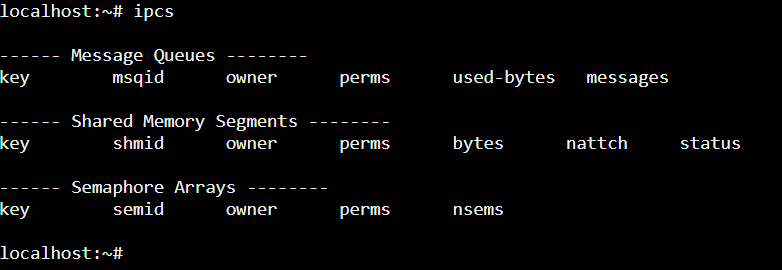 localhost:~# ipcs
------ Message Queues --------
key        msqid      owner      perms      used-bytes   messages
------ Shared Memory Segments --------
key        shmid      owner      perms      bytes      nattch     status
------ Semaphore Arrays --------
key        semid      owner      perms      nsems
localhost:~#